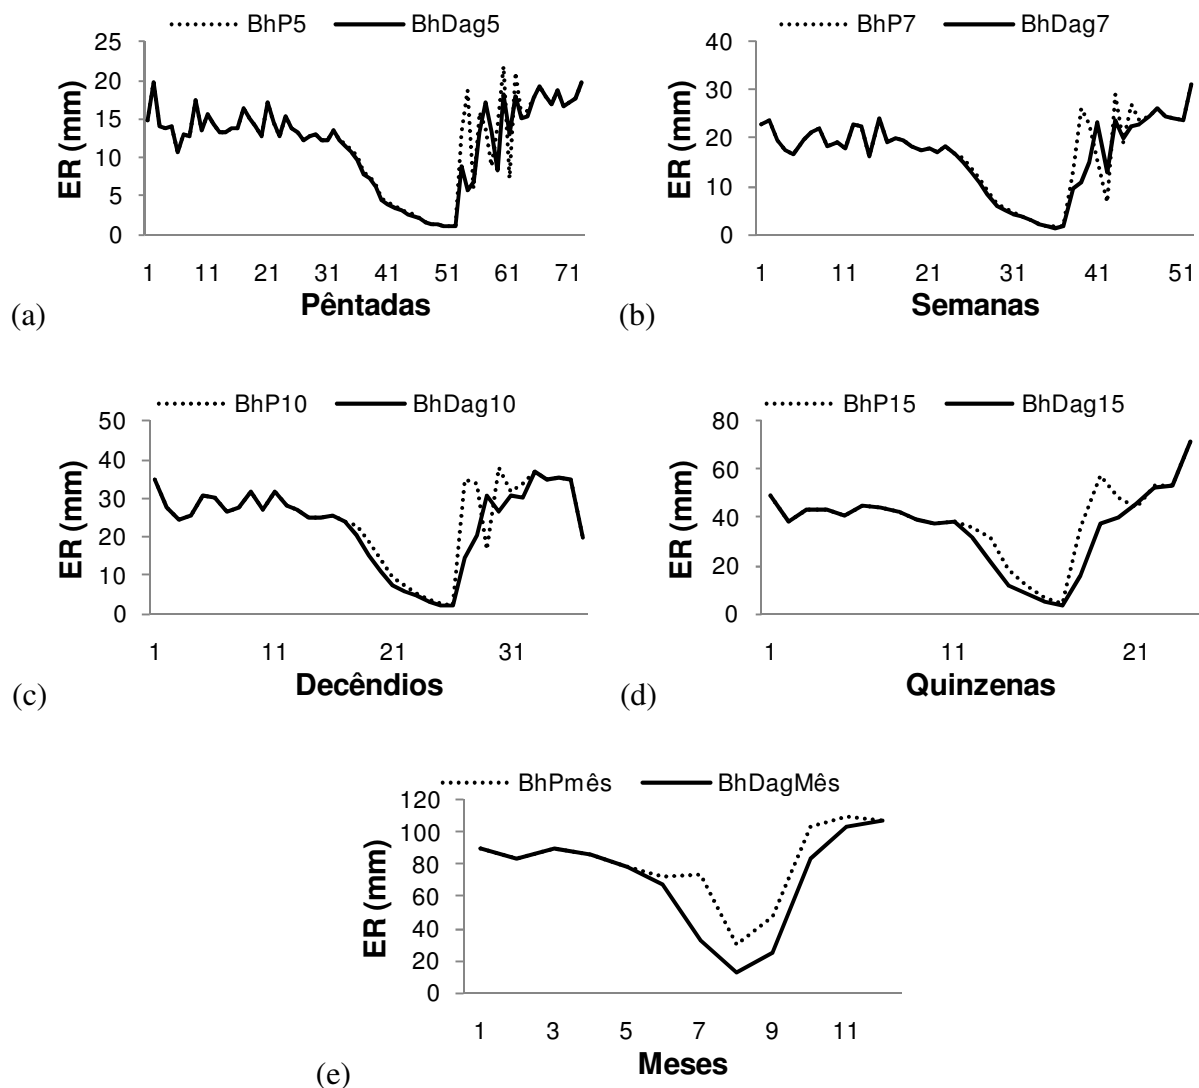 BhP5 BhDag5
25
20
15
10
5
0
ER (mm)
1 11 21 31 41 51 61 71
Pêntadas
(a)
BhP7 BhDag7
40
30
20
10
0
ER (mm)
1 11 21 31 41 51
Semanas
(b)
BhP10 BhDag10
50
40
30
20
10
0
ER (mm)
1 11 21 31
Decêndios
(c)
BhP15 BhDag15
80
60
40
20
0
ER (mm)
1 11 21
Quinzenas
(d)
BhPmês BhDagMês
120
100
80
60
40
20
0
ER (mm)
1 3 5 7 9 11
Meses
(e)